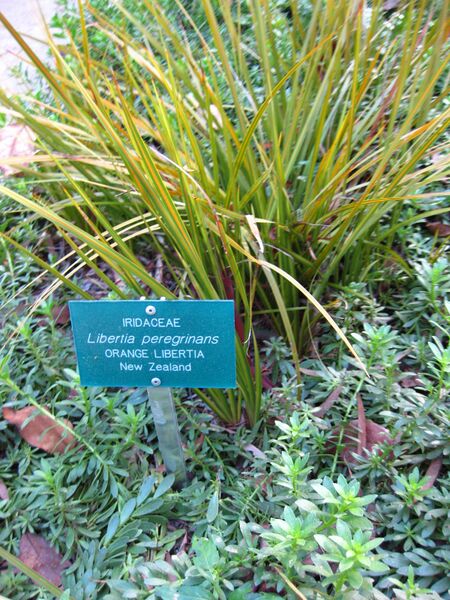 IRIDACEAE
Libertia peregrinans
ORANGE LIBERTIA
New Zealand